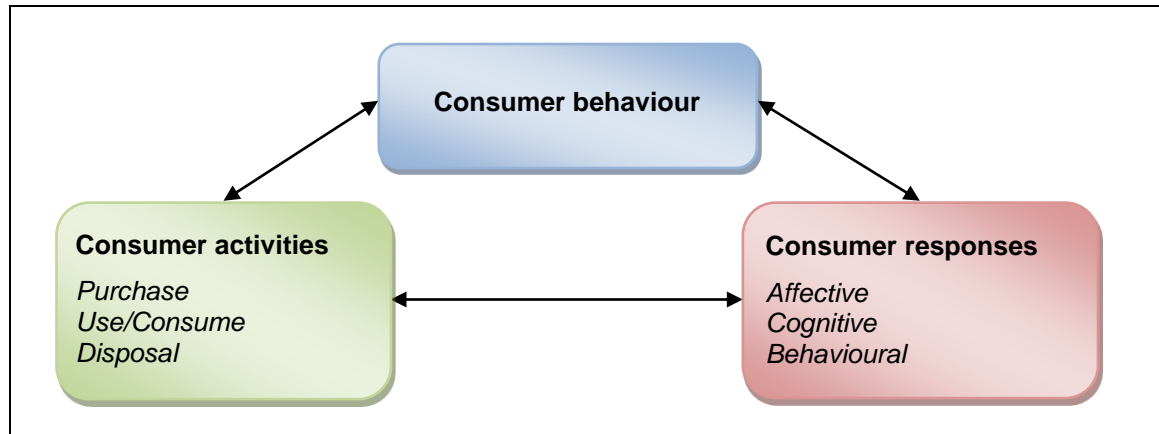 Consumer behaviour
Consumer activities
Purchase
Use/Consume
Disposal
Consumer responses
Affective
Cognitive
Behavioural